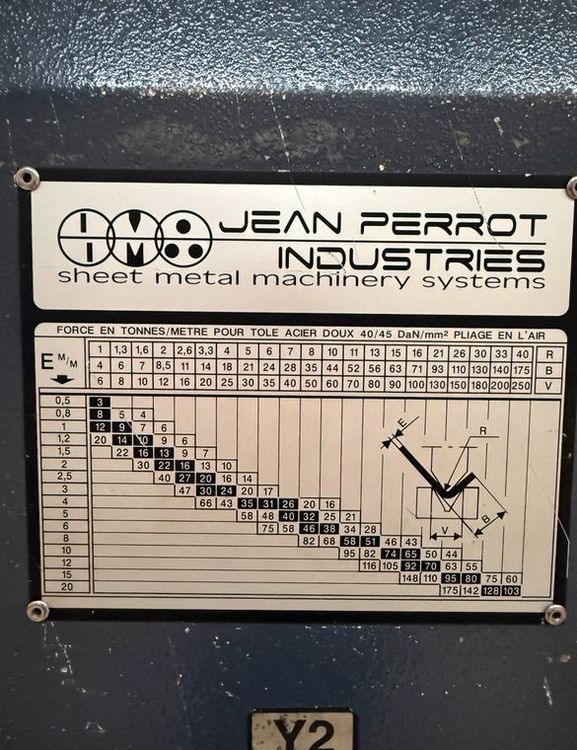 JEAN PERROT
INDUSTRIES
sheet metal machinery systems
FORCE EN TONNES/METRE POUR TOLE ACIER DOUX 40/45 DaN/mm² PLIAGE EN L'AIR
E M/M
1 1,3 1,6 2 2,6 3,3 4 5 6 7 8 10 11 13 15 16 21 26 30 33 40 R
4 6 7 8,5 11 14 18 21 24 28 35 44 52 56 63 71 93 110 130 140 175 B
6 8 10 12 16 20 25 30 35 40 50 60 70 80 90 100 130 150 180 200 250 V
0,5 3
0,8 8 5 4
1 12 9 7 6
1,2 20 14 10 9 6
1,5 22 16 13 9 7
2 30 22 16 13 10
2,5 40 27 20 16 14
3 47 30 24 20 17
4 66 43 35 31 26 20 16
5 58 48 40 32 25 21
6 75 58 46 38 34 28
8 82 68 58 51 46 43
10 95 82 74 65 50 44
12 116 105 92 70 63 55
15 148 110 95 80 75 60
20 175 142 128 103
E
R
B
V
Y2